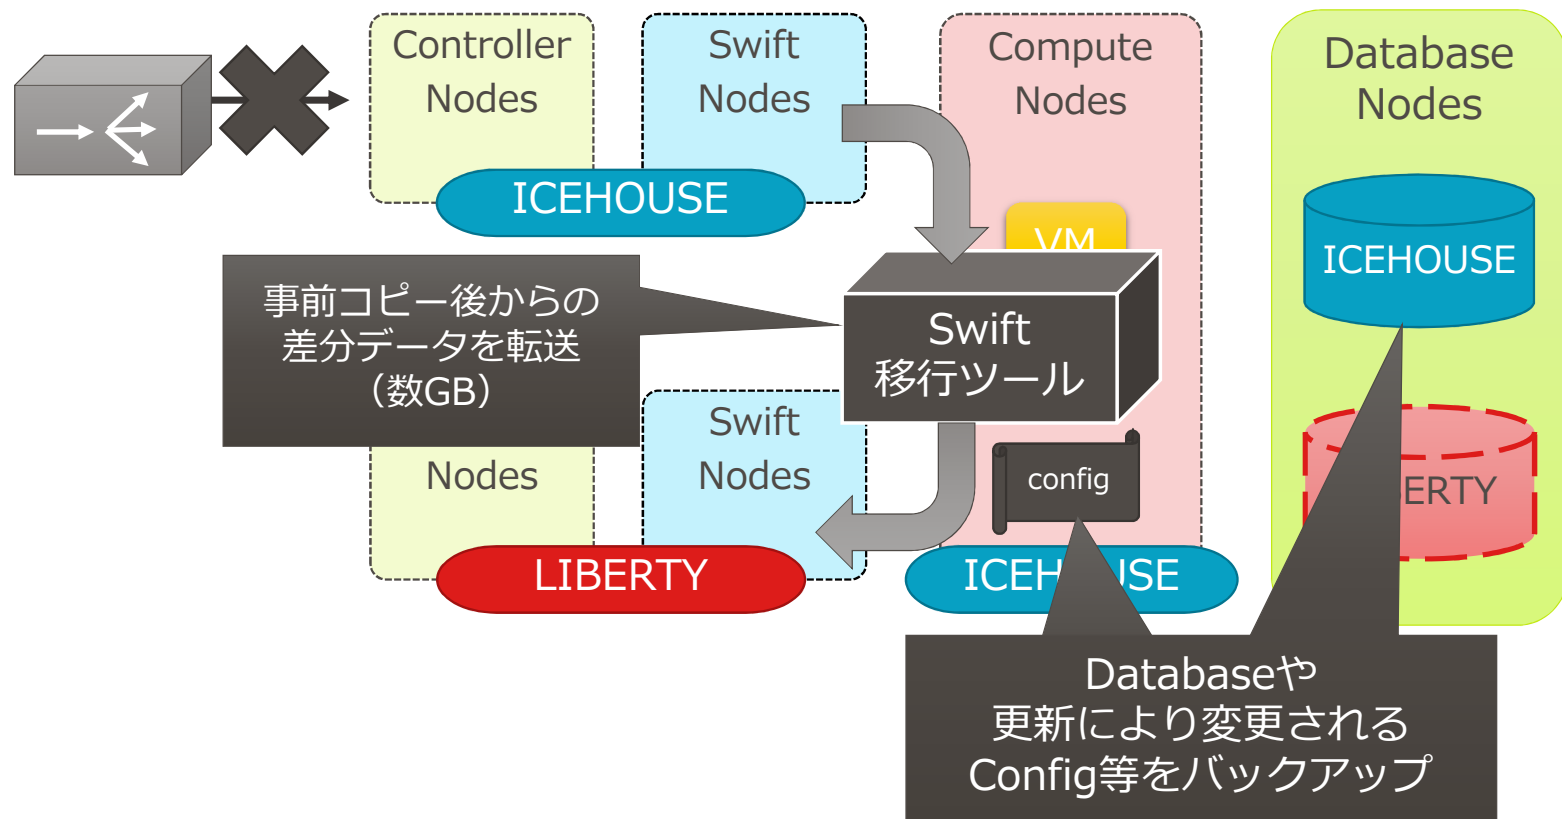 Controller
Nodes
Swift
Nodes
Compute
Nodes
Database
Nodes
ICEHOUSE
VM
ICEHOUSE
事前コピー後からの
差分データを転送
（数GB）
Swift
移行ツール
Nodes
Swift
Nodes
config
BERTY
LIBERTY
ICEHOUSE
Databaseや
更新により変更される
Config等をバックアップ